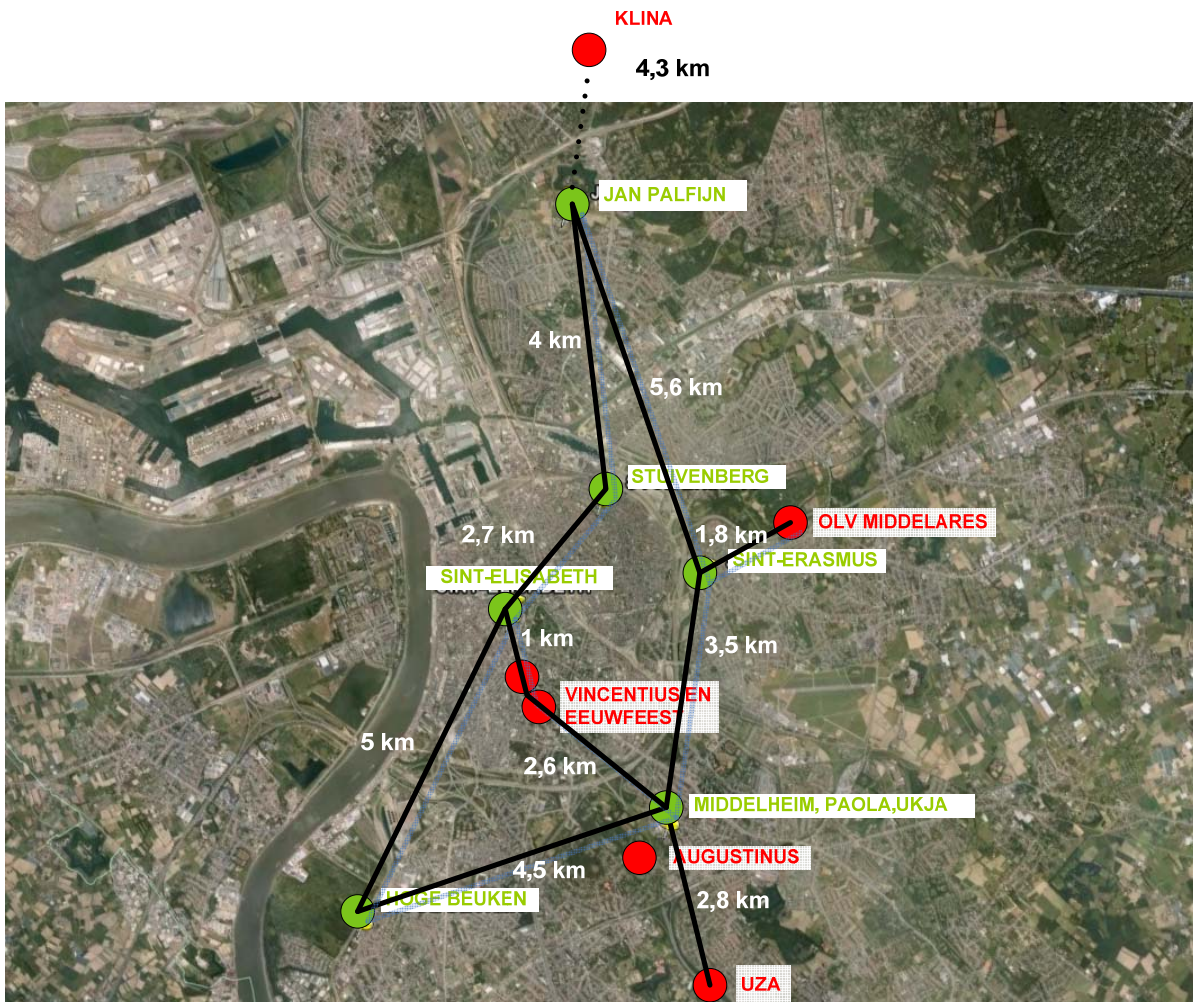 KLINA
4,3 km
JAN PALFIJN
4 km
5,6 km
STUIVENBERG
2,7 km
1,8 km
OLV MIDDELARES
SINT-ERASMUS
SINT-ELISABETH
1 km
3,5 km
VINCENTIUS EN
EEUWFEEST
5 km
2,6 km
MIDDELHEIM, PAOLA,UKJA
AUGUSTINUS
4,5 km
HOGE BEUKEN
2,8 km
UZA